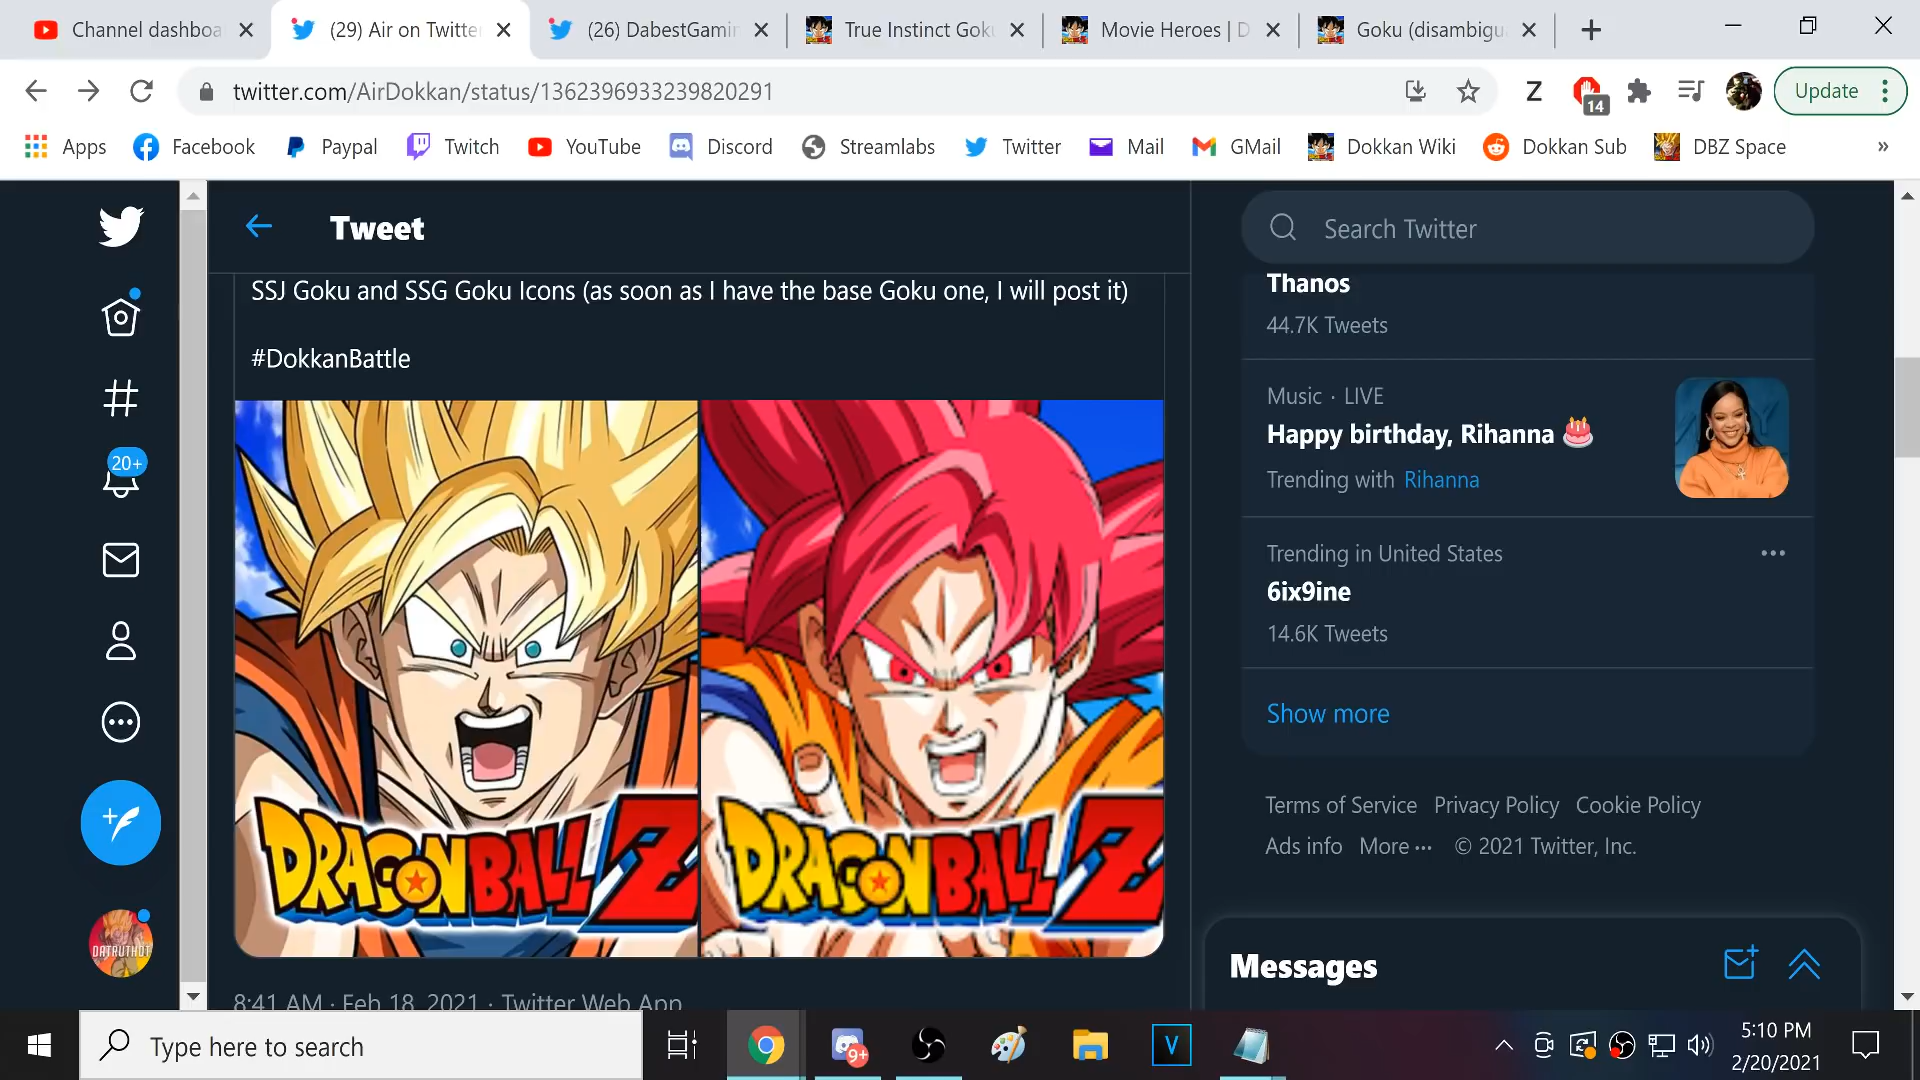 Channel dashboa
(29) Air on Twitte
(26) DabestGamin
True Instinct Goku
Movie Heroes | D
Goku (disambigu
twitter.com/AirDokkan/status/1362396933239820291
Z
14
Update
Apps
Facebook
Paypal
Twitch
YouTube
Discord
Streamlabs
Twitter
Mail
GMail
Dokkan Wiki
Dokkan Sub
DBZ Space
»
20+
DATRUTHDT
Tweet
SSJ Goku and SSG Goku Icons (as soon as I have the base Goku one, I will post it)
#DokkanBattle
DRAGON BALL Z
DRAGON BALL Z
8:41 AM · Feb 18, 2021 · Twitter Web App
Search Twitter
Thanos
44.7K Tweets
Music · LIVE
Happy birthday, Rihanna 🎂
Trending with Rihanna
Trending in United States
6ix9ine
14.6K Tweets
Show more
Terms of Service Privacy Policy Cookie Policy
Ads info More ··· © 2021 Twitter, Inc.
Messages
Type here to search
9+
V
5:10 PM
2/20/2021